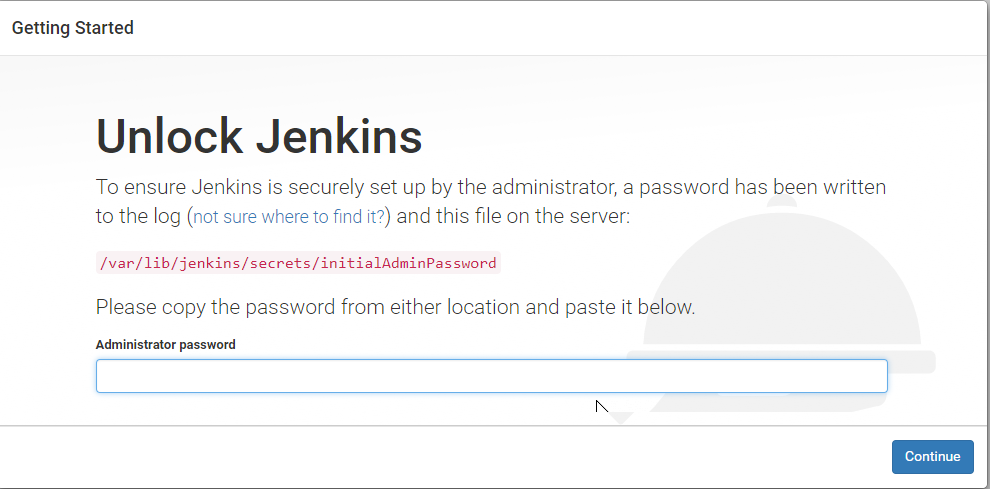 Getting Started
Unlock Jenkins
To ensure Jenkins is securely set up by the administrator, a password has been written
to the log (not sure where to find it?) and this file on the server:
/var/lib/jenkins/secrets/initialAdminPassword
Please copy the password from either location and paste it below.
Administrator password
Continue